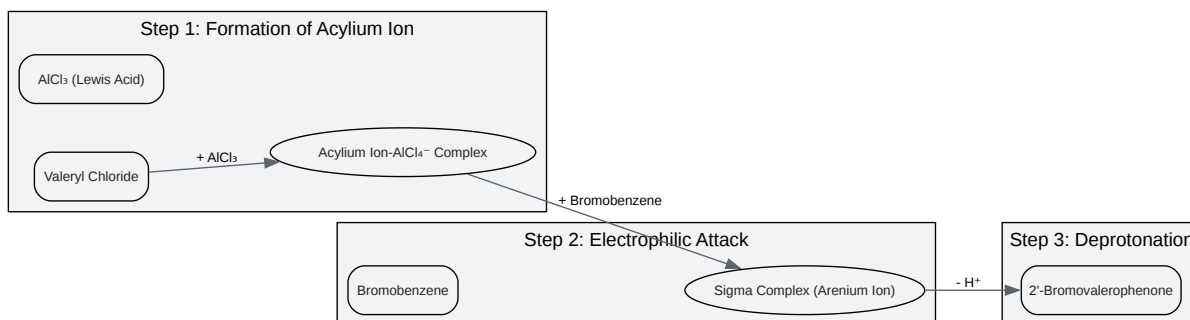 Step 1: Formation of Acylium Ion
AlCl₃ (Lewis Acid)
Valeryl Chloride
+ AlCl₃
Acylium Ion-AlCl₄⁻ Complex
+ Bromobenzene
Step 2: Electrophilic Attack
Bromobenzene
Sigma Complex (Arenium Ion)
- H⁺
Step 3: Deprotonation
2'-Bromovalerophenone